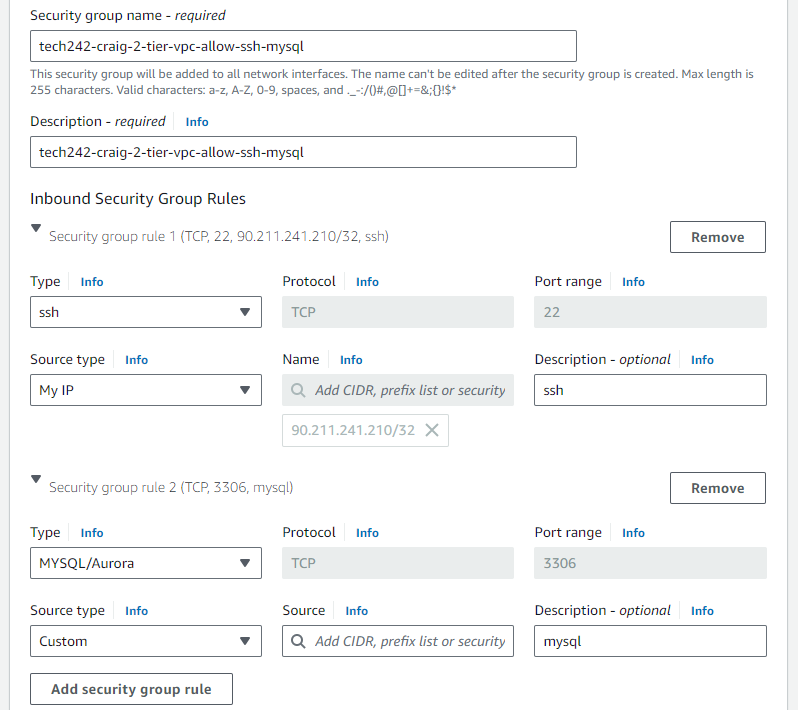 Security group name - required
tech242-craig-2-tier-vpc-allow-ssh-mysql
This security group will be added to all network interfaces. The name can't be edited after the security group is created. Max length is
255 characters. Valid characters: a-z, A-Z, 0-9, spaces, and ._-:/()#,@[]+=&;{}!$*
Description - required Info
tech242-craig-2-tier-vpc-allow-ssh-mysql
Inbound Security Group Rules
Security group rule 1 (TCP, 22, 90.211.241.210/32, ssh) Remove
Type Info Protocol Info Port range Info
ssh TCP 22
Source type Info Name Info Description - optional Info
My IP Add CIDR, prefix list or security ssh
90.211.241.210/32
Security group rule 2 (TCP, 3306, mysql) Remove
Type Info Protocol Info Port range Info
MYSQL/Aurora TCP 3306
Source type Info Source Info Description - optional Info
Custom Add CIDR, prefix list or security mysql
Add security group rule